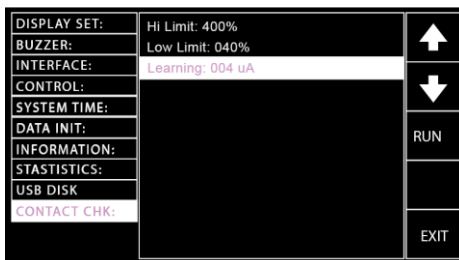 DISPLAY SET:
BUZZER:
INTERFACE:
CONTROL:
SYSTEM TIME:
DATA INIT:
INFORMATION:
STASTISTICS:
USB DISK
CONTACT CHK:
Hi Limit: 400%
Low Limit: 040%
Learning: 004 uA
RUN
EXIT